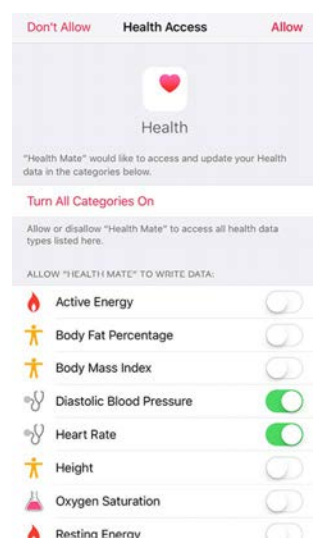 Don't Allow Health Access Allow
Health
"Health Mate" would like to access and update your Health
data in the categories below.
Turn All Categories On
Allow or disallow "Health Mate" to access all health data
types listed here.
ALLOW "HEALTH MATE" TO WRITE DATA:
Active Energy
Body Fat Percentage
Body Mass Index
Diastolic Blood Pressure
Heart Rate
Height
Oxygen Saturation
Resting Energy